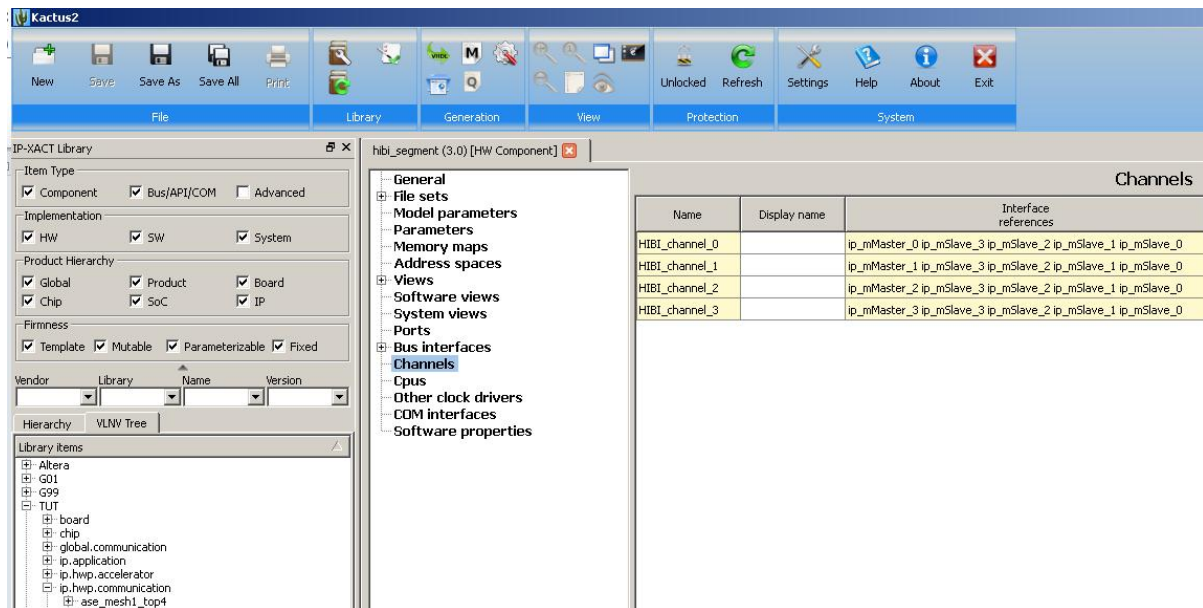 Kactus2
New Save Save As Save All Print
VHDL M
Q
Unlocked Refresh Settings Help About Exit
File Library Generation View Protection System
IP-XACT Library
Item Type
Component Bus/API/COM Advanced
Implementation
HW SW System
Product Hierarchy
Global Product Board
Chip SoC IP
Firmness
Template Mutable Parameterizable Fixed
Vendor Library Name Version
Hierarchy VLNV Tree
Library items
Altera
G01
G99
TUT
board
chip
global.communication
ip.application
ip.hwp.accelerator
ip.hwp.communication
ase_mesh1_top4
hibi_segment (3.0) [HW Component]
General
File sets
Model parameters
Parameters
Memory maps
Address spaces
Views
Software views
System views
Ports
Bus interfaces
Channels
Cpus
Other clock drivers
COM interfaces
Software properties
Channels
Name Display name Interface
references
HIBI_channel_0 ip_mMaster_0 ip_mSlave_3 ip_mSlave_2 ip_mSlave_1 ip_mSlave_0
HIBI_channel_1 ip_mMaster_1 ip_mSlave_3 ip_mSlave_2 ip_mSlave_1 ip_mSlave_0
HIBI_channel_2 ip_mMaster_2 ip_mSlave_3 ip_mSlave_2 ip_mSlave_1 ip_mSlave_0
HIBI_channel_3 ip_mMaster_3 ip_mSlave_3 ip_mSlave_2 ip_mSlave_1 ip_mSlave_0